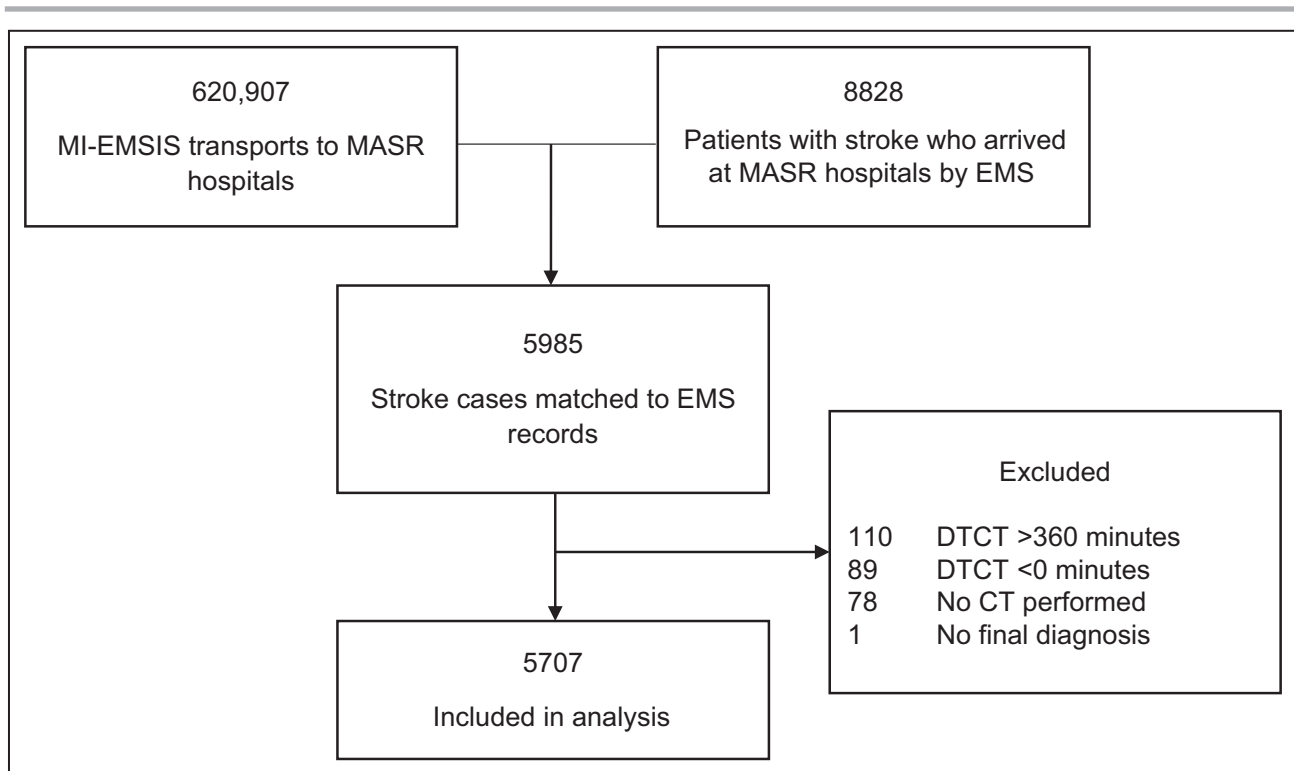 620,907
MI-EMSIS transports to MASR
hospitals
8828
Patients with stroke who arrived
at MASR hospitals by EMS
5985
Stroke cases matched to EMS
records
Excluded
110 DTCT >360 minutes
89 DTCT <0 minutes
78 No CT performed
1 No final diagnosis
5707
Included in analysis